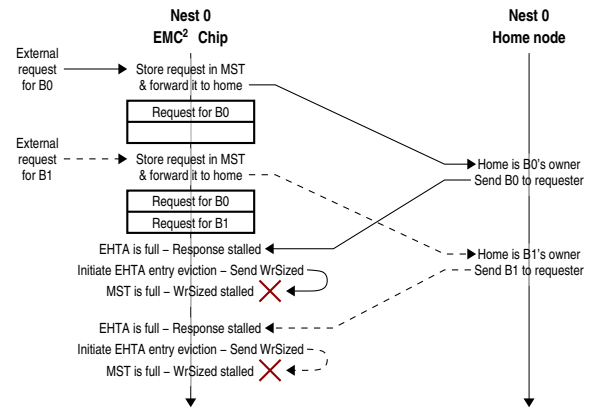 Nest 0
EMC² Chip
Nest 0
Home node
External
request
for B0
Store request in MST
& forward it to home
Request for B0
External
request
for B1
Store request in MST
& forward it to home
Home is B0's owner
Send B0 to requester
Request for B0
Request for B1
EHTA is full – Response stalled
Home is B1's owner
Send B1 to requester
Initiate EHTA entry eviction – Send WrSized
MST is full – WrSized stalled
EHTA is full – Response stalled
Initiate EHTA entry eviction – Send WrSized
MST is full – WrSized stalled